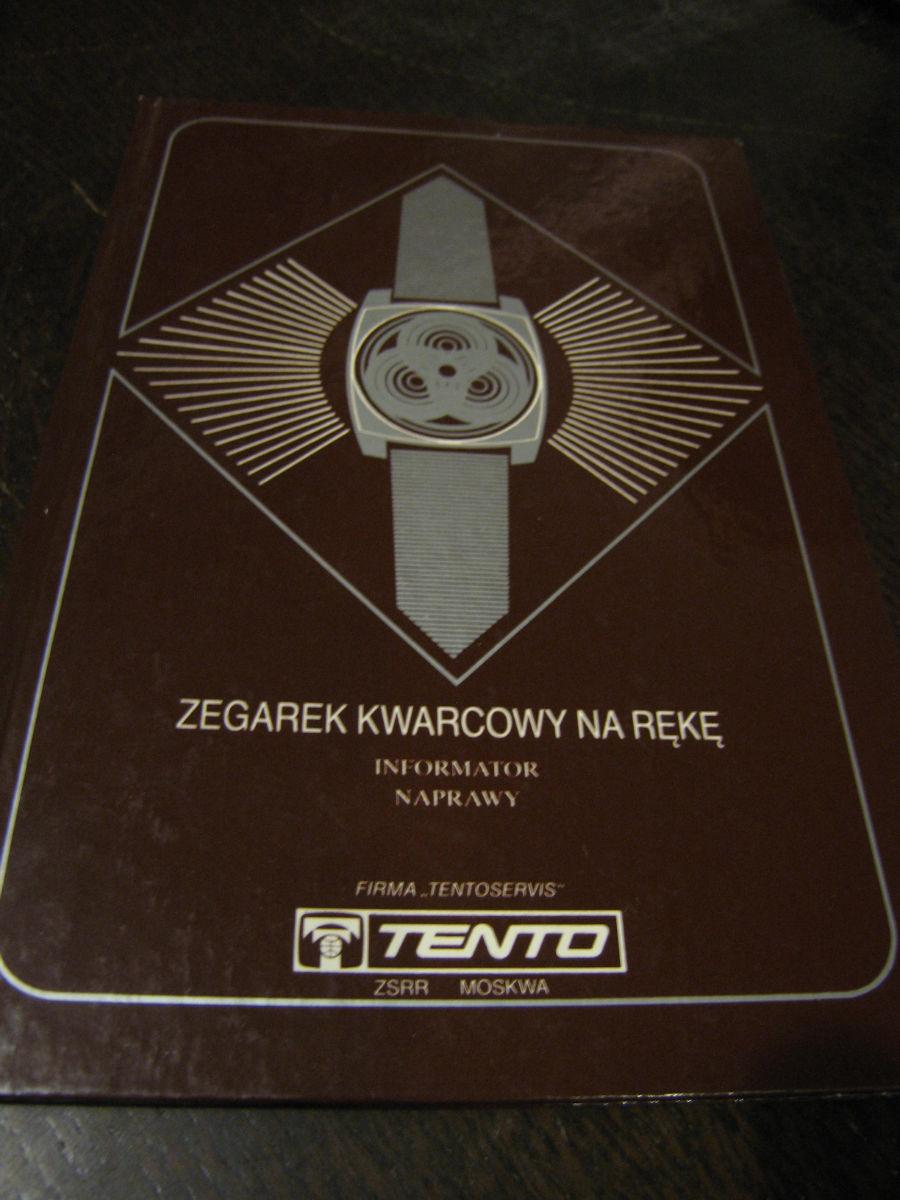 ZEGAREK KWARCOWY NA RĘKĘ
INFORMATOR
NAPRAWY
FIRMA „TENTOSERVIS”
TENTO
ZSRR MOSKWA